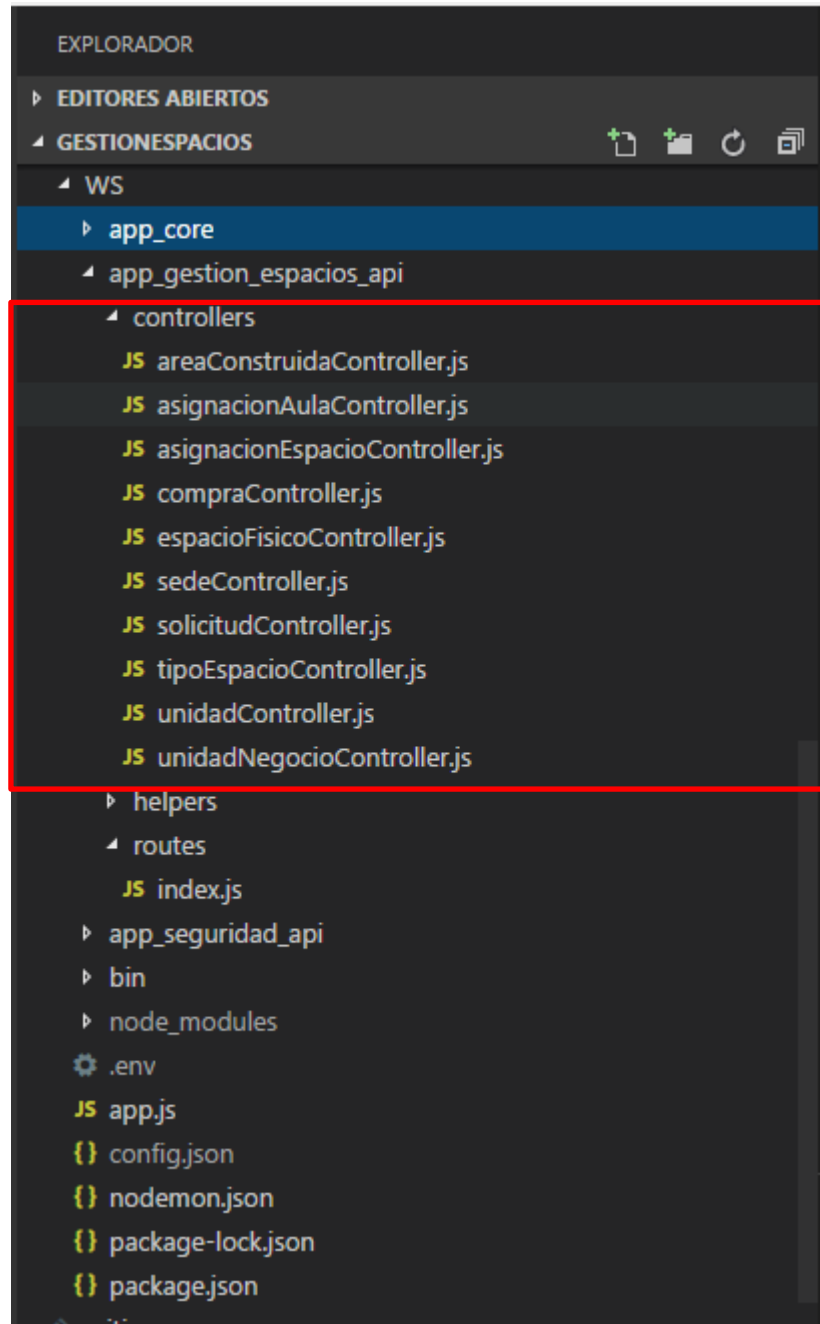 EXPLORADOR
EDITORES ABIERTOS
GESTIONESPACIOS
WS
app_core
app_gestion_espacios_api
controllers
JS areaConstruidaController.js
JS asignacionAulaController.js
JS asignacionEspacioController.js
JS compraController.js
JS espacioFisicoController.js
JS sedeController.js
JS solicitudController.js
JS tipoEspacioController.js
JS unidadController.js
JS unidadNegocioController.js
helpers
routes
JS index.js
app_seguridad_api
bin
node_modules
.env
JS app.js
{} config.json
{} nodemon.json
{} package-lock.json
{} package.json